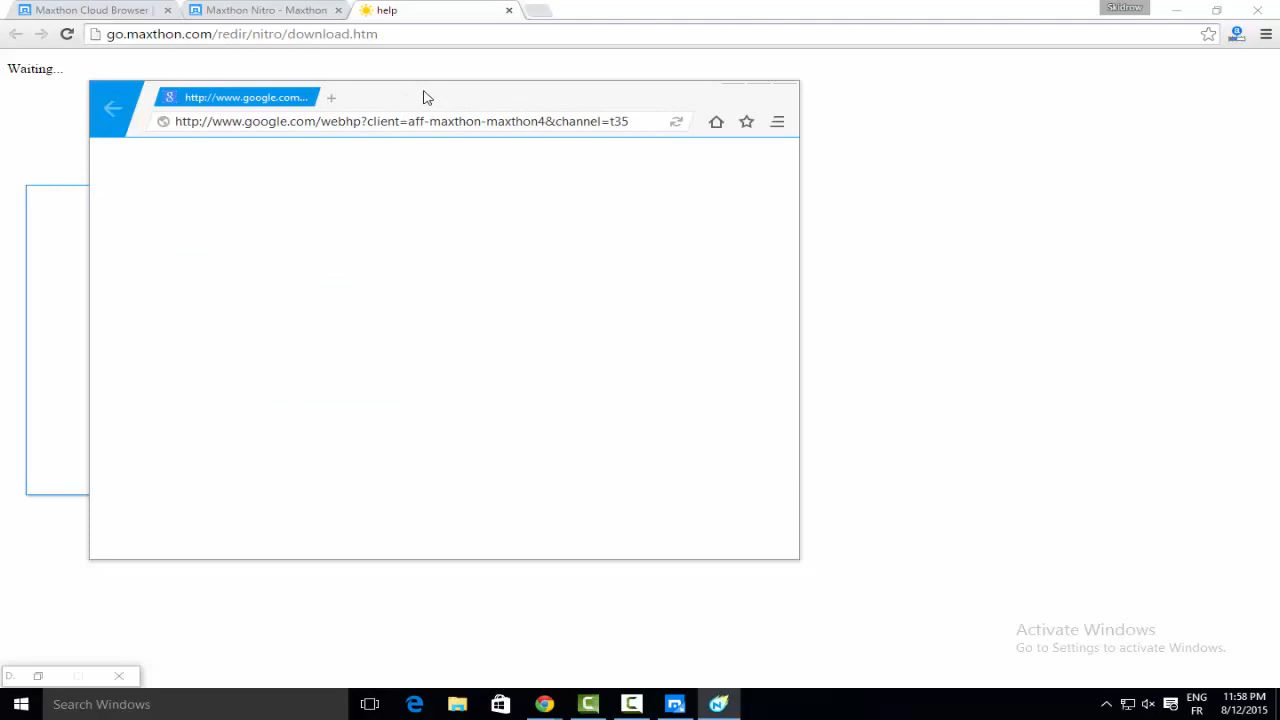 Maxthon Cloud Browser |
Maxthon Nitro - Maxthon
help
Skidrow
go.maxthon.com/redir/nitro/download.htm
Waiting...
http://www.google.com...
http://www.google.com/webhp?client=aff-maxthon-maxthon4&channel=t35
Activate Windows
Go to Settings to activate Windows.
D.
Search Windows
ENG
FR
11:58 PM
8/12/2015